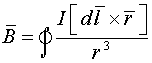 B̅ = ∮ I[dl̅ × r̅] / r³